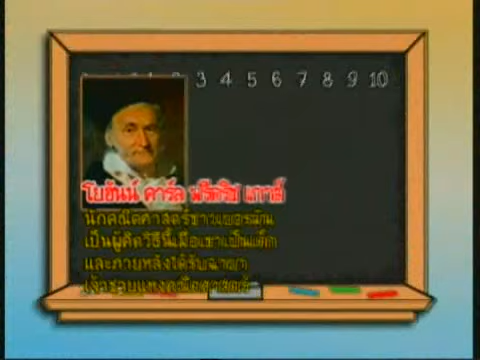 3 4 5 6 7 8 9 10
โยฮันน์ คาร์ล ฟรีดริช เกาส์
นักคณิตศาสตร์ชาวเยอรมัน
เป็นผู้คิดวิธีนี้เมื่อเขาเป็นเด็ก
และภายหลังได้รับฉายา
เจ้าชายแห่งคณิตศาสตร์